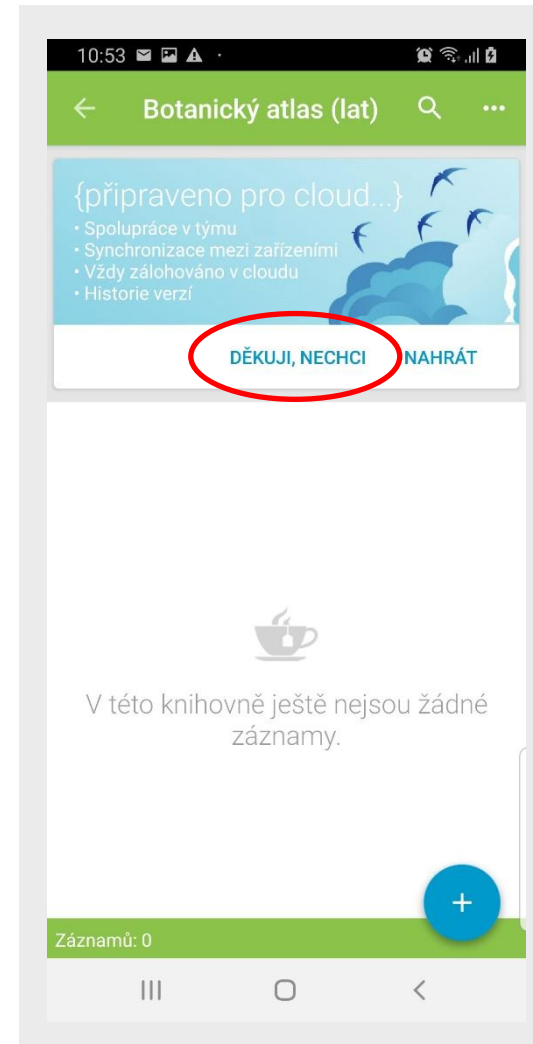 10:53
Botanický atlas (lat)
{připraveno pro cloud...}
• Spolupráce v týmu
• Synchronizace mezi zařízeními
• Vždy zálohováno v cloudu
• Historie verzí
DĚKUJI, NECHCI NAHRÁT
V této knihovně ještě nejsou žádné
záznamy.
Záznamů: 0